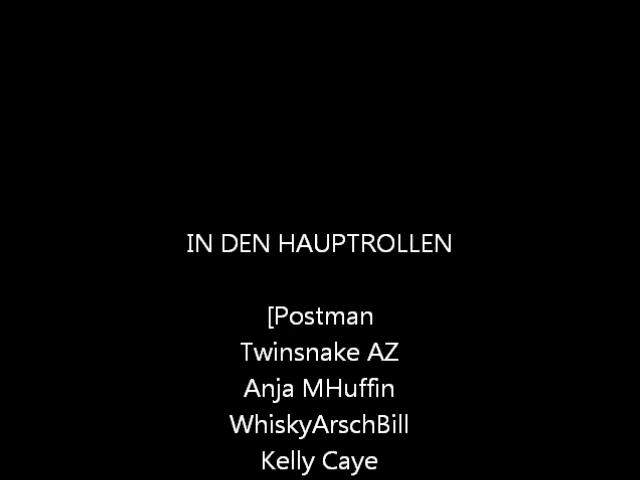 IN DEN HAUPTROLLEN
[Postman
Twinsnake AZ
Anja MHuffin
WhiskyArschBill
Kelly Caye